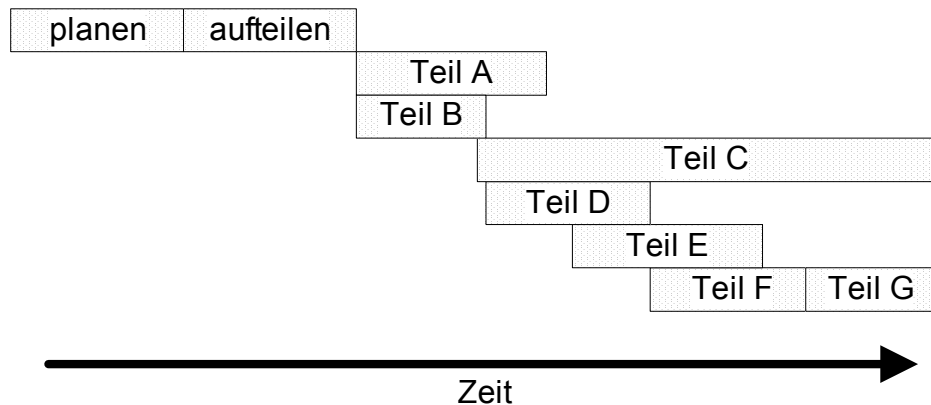 planen aufteilen
Teil A
Teil B
Teil C
Teil D
Teil E
Teil F Teil G
Zeit